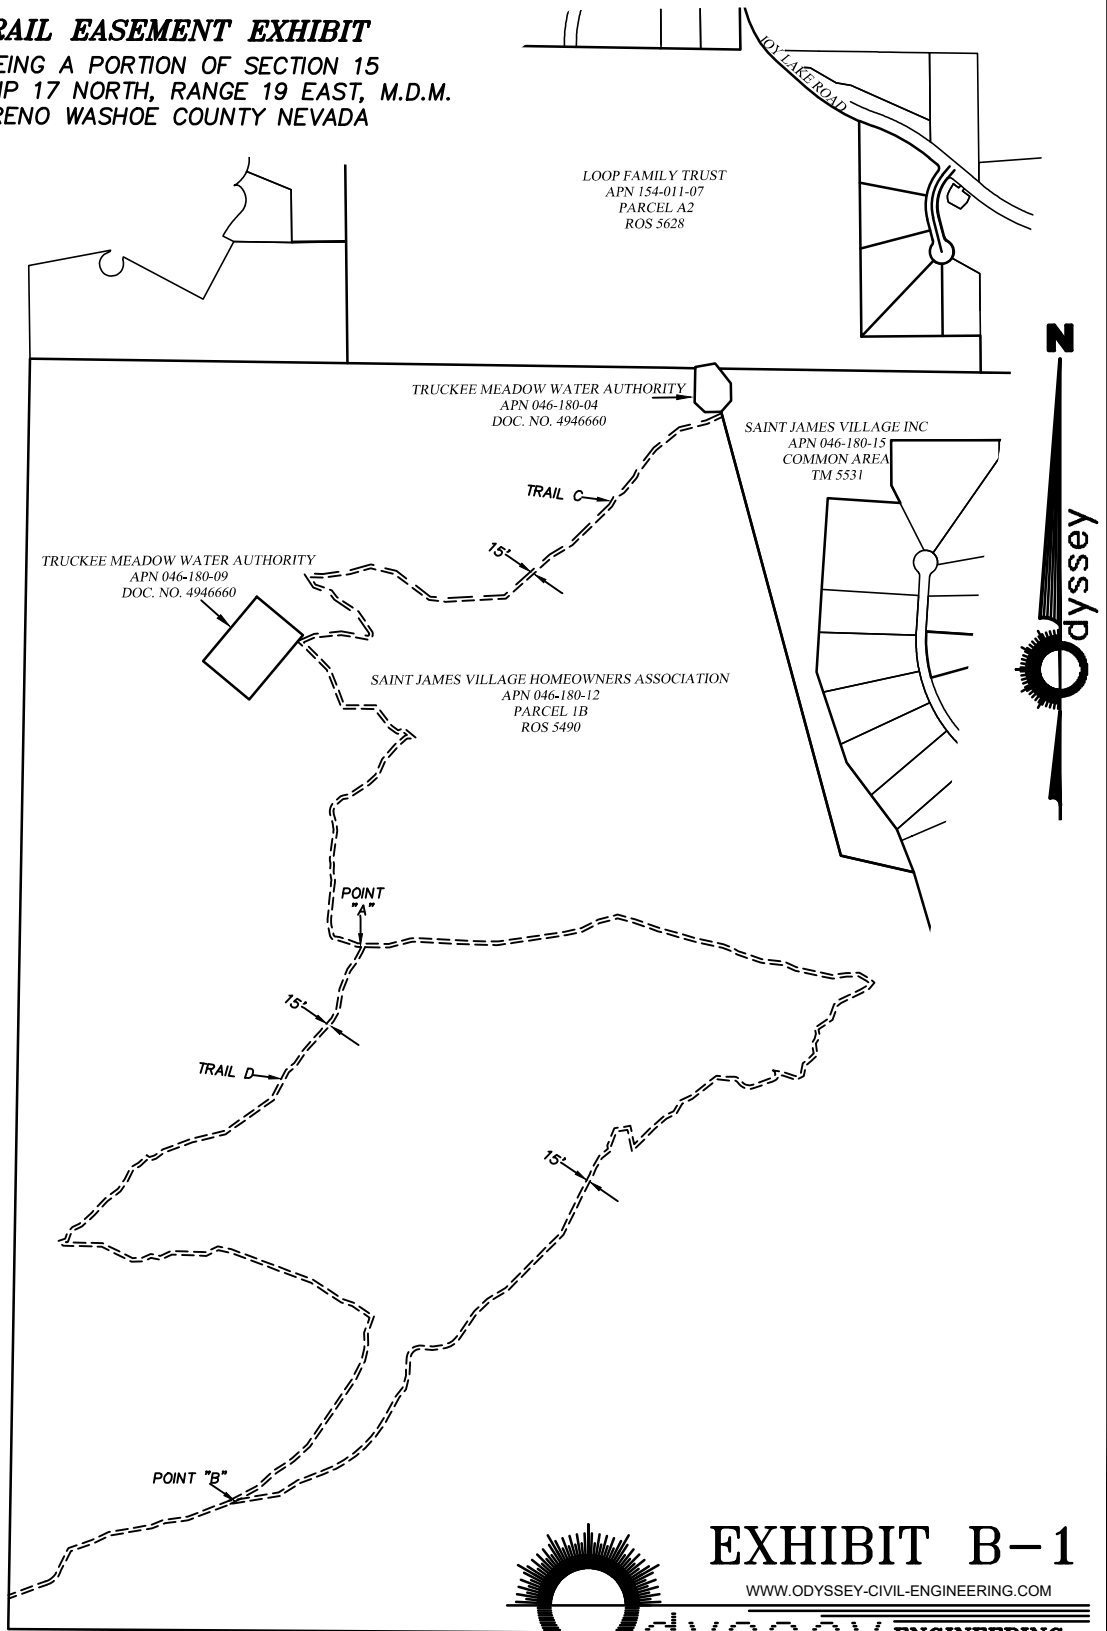 RAIL EASEMENT EXHIBIT
EING A PORTION OF SECTION 15
IP 17 NORTH, RANGE 19 EAST, M.D.M.
RENO WASHOE COUNTY NEVADA
JOY LAKE ROAD
LOOP FAMILY TRUST
APN 154-011-07
PARCEL A2
ROS 5628
N
TRUCKEE MEADOW WATER AUTHORITY
APN 046-180-04
DOC. NO. 4946660
SAINT JAMES VILLAGE INC
APN 046-180-15
COMMON AREA
TM 5531
TRAIL C
15'
TRUCKEE MEADOW WATER AUTHORITY
APN 046-180-09
DOC. NO. 4946660
dyssey
SAINT JAMES VILLAGE HOMEOWNERS ASSOCIATION
APN 046-180-12
PARCEL 1B
ROS 5490
POINT
"A"
15'
TRAIL D
15'
POINT "B"
EXHIBIT B-1
WWW.ODYSSEY-CIVIL-ENGINEERING.COM
dyssey ENGINEERING